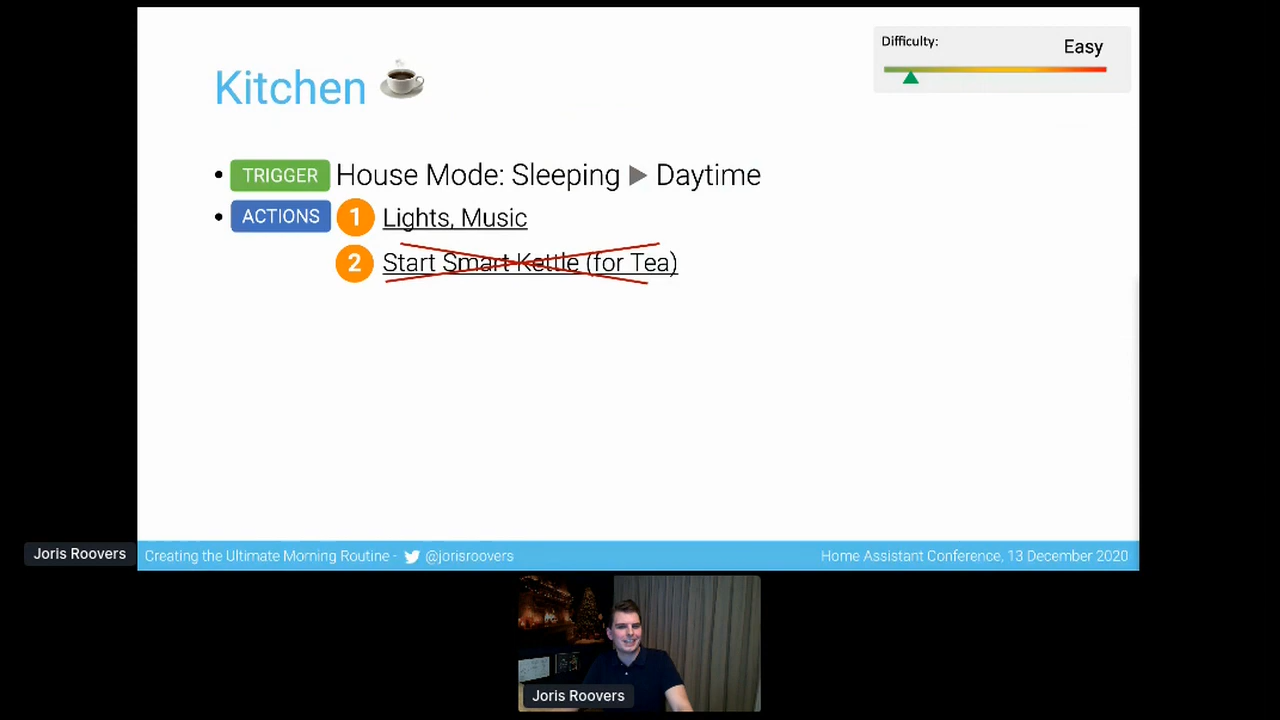 Difficulty:
Easy
Kitchen
• TRIGGER House Mode: Sleeping ▶ Daytime
• ACTIONS 1 Lights, Music
2 Start Smart Kettle (for Tea)
Joris Roovers
Creating the Ultimate Morning Routine - @jorisroovers
Home Assistant Conference, 13 December 2020
Joris Roovers